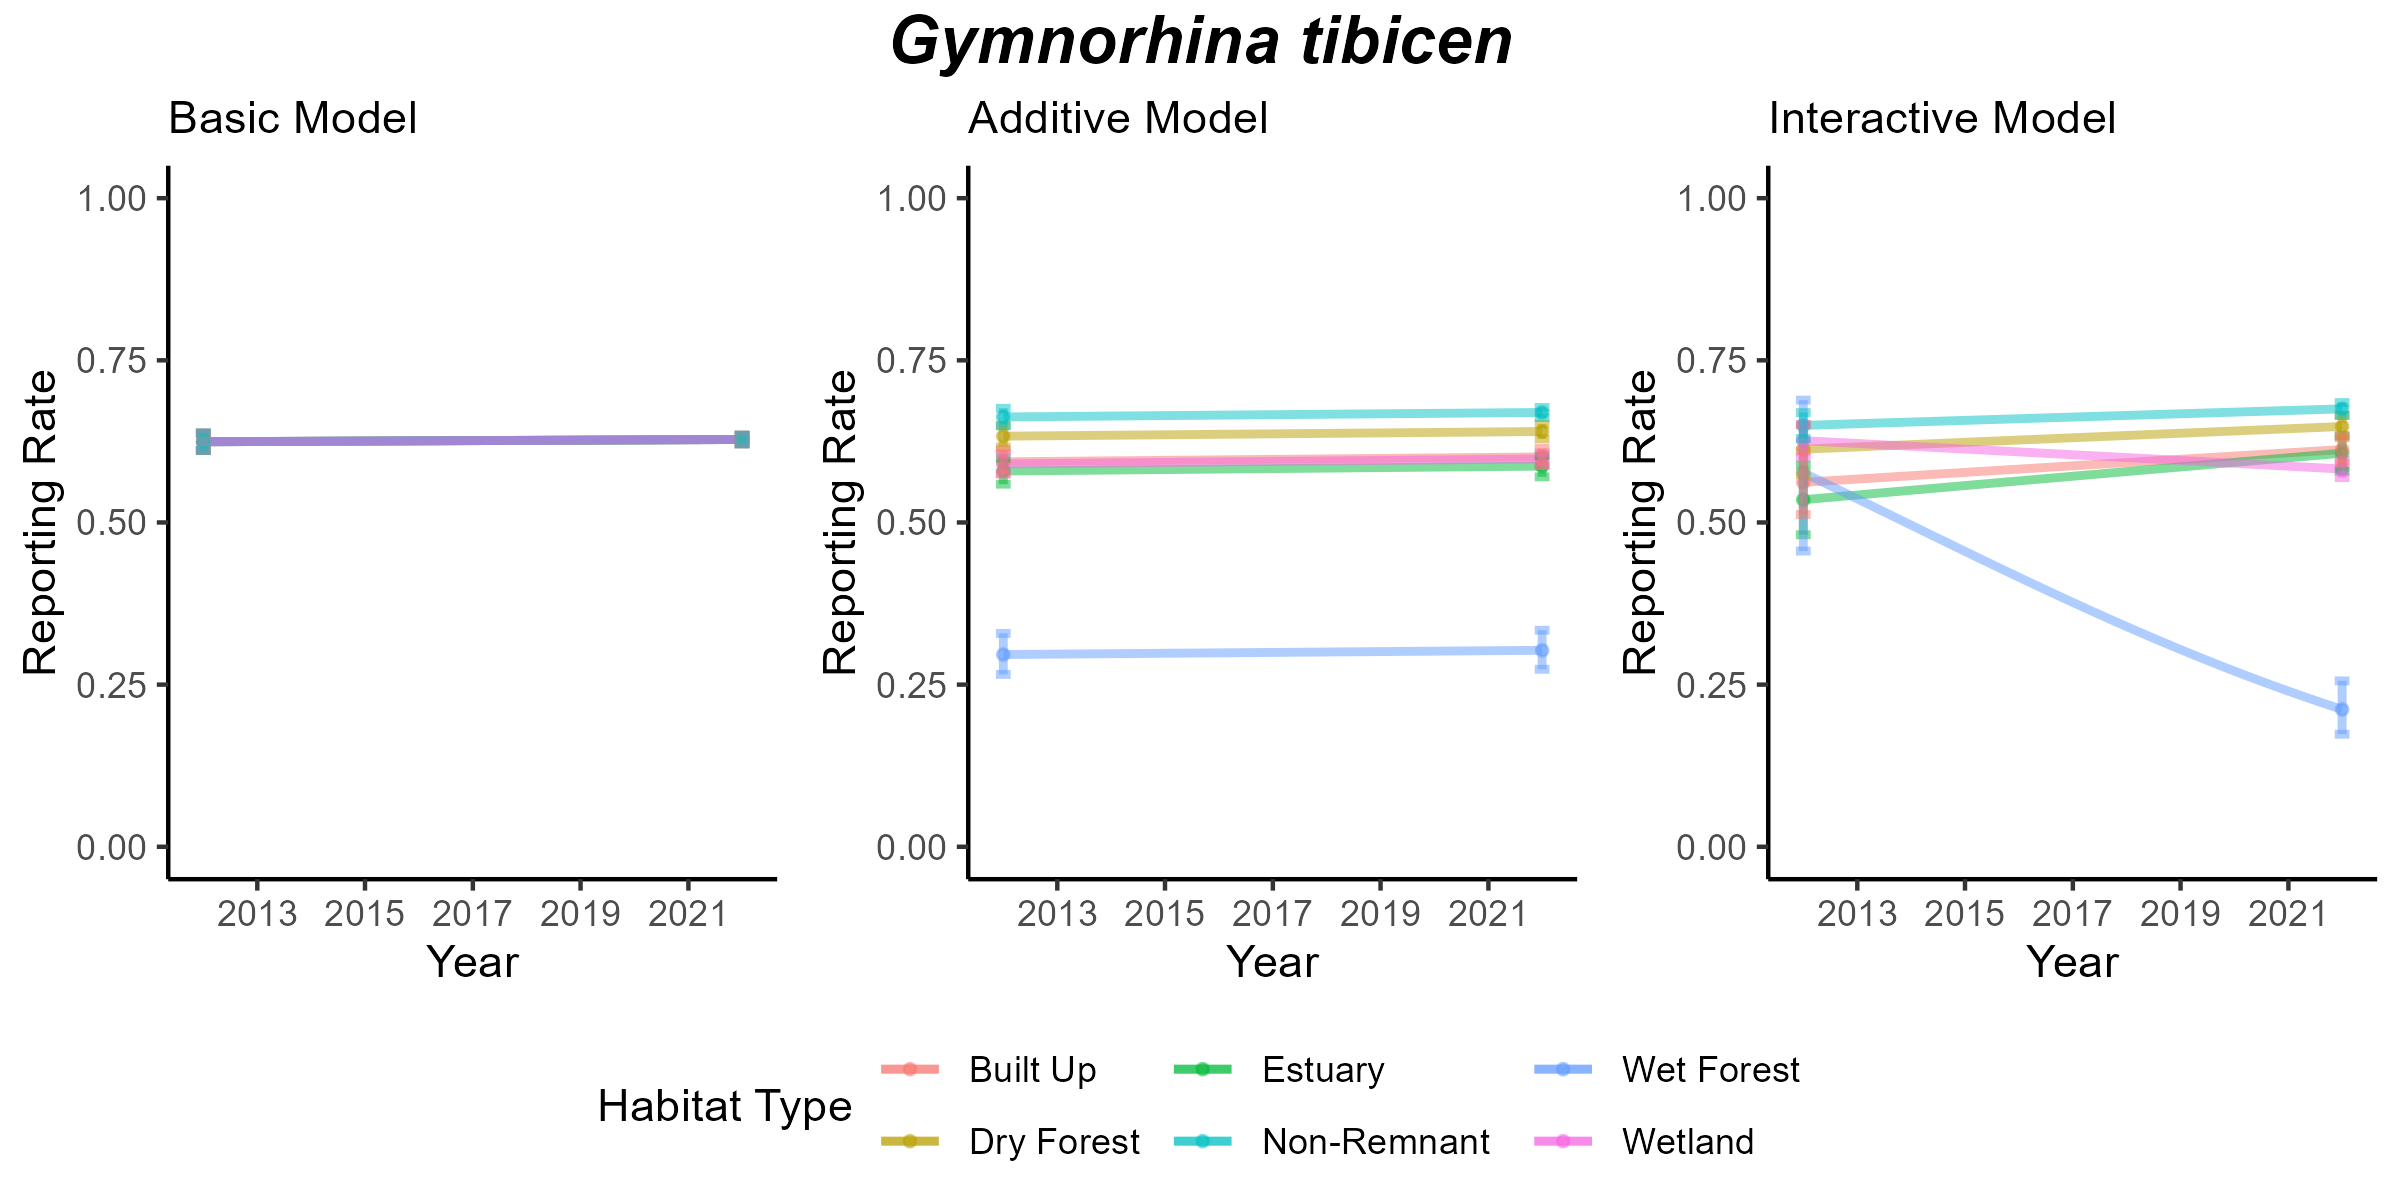 Gymnorhina tibicen
Basic Model
Additive Model
Interactive Model
Reporting Rate
1.00
0.75
0.50
0.25
0.00
2013 2015 2017 2019 2021
Year
Reporting Rate
1.00
0.75
0.50
0.25
0.00
2013 2015 2017 2019 2021
Year
Reporting Rate
1.00
0.75
0.50
0.25
0.00
2013 2015 2017 2019 2021
Year
Habitat Type
Built Up
Estuary
Wet Forest
Dry Forest
Non-Remnant
Wetland